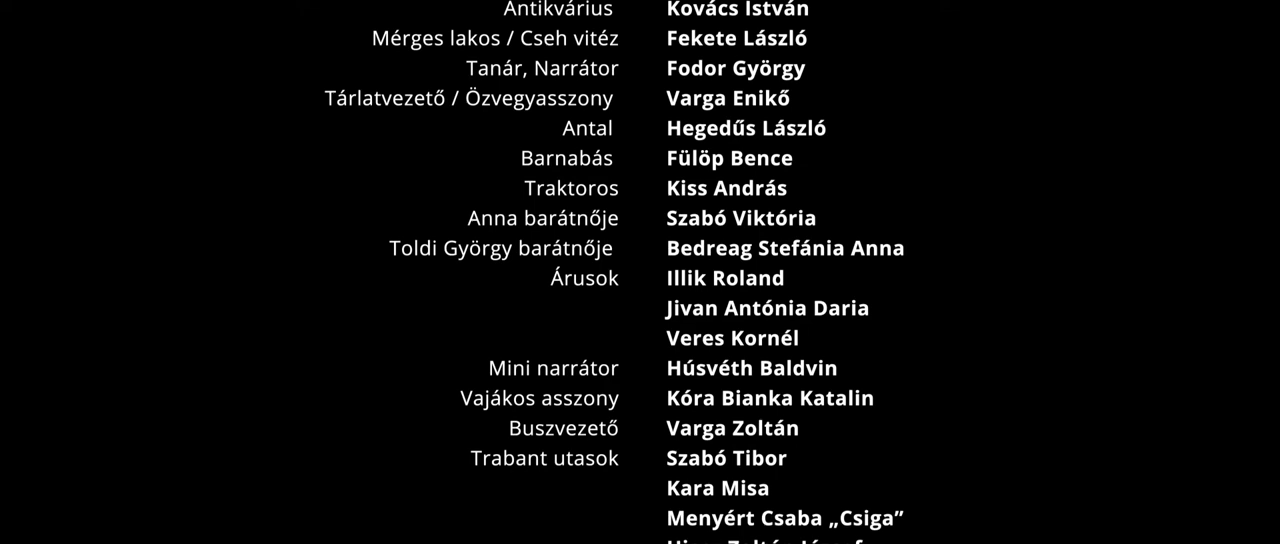 Antikvárius Kovács István
Mérges lakos / Cseh vitéz Fekete László
Tanár, Narrátor Fodor György
Tárlatvezető / Özvegyasszony Varga Enikő
Antal Hegedűs László
Barnabás Fülöp Bence
Traktoros Kiss András
Anna barátnője Szabó Viktória
Toldi György barátnője Bedreag Stefánia Anna
Árusok Illik Roland
Jivan Antónia Daria
Veres Kornél
Mini narrátor Húsvéth Baldvin
Vajákos asszony Kóra Bianka Katalin
Buszvezető Varga Zoltán
Trabant utasok Szabó Tibor
Kara Misa
Menyért Csaba „Csiga”